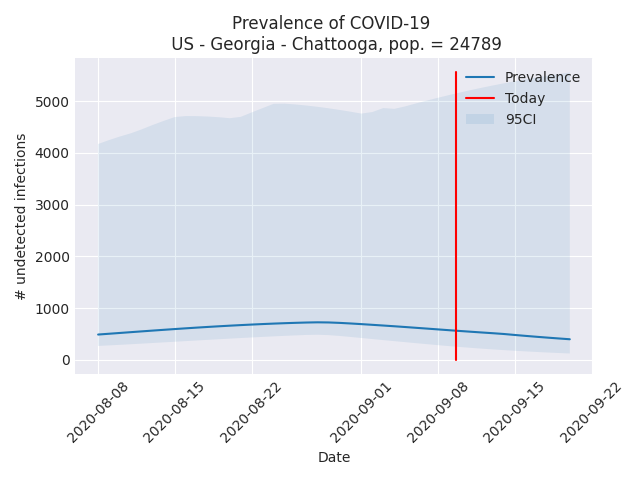 Prevalence of COVID-19
US - Georgia - Chattooga, pop. = 24789
Prevalence
Today
95CI
# undetected infections
5000
4000
3000
2000
1000
0
2020-08-08
2020-08-15
2020-08-22
2020-09-01
2020-09-08
2020-09-15
2020-09-22
Date